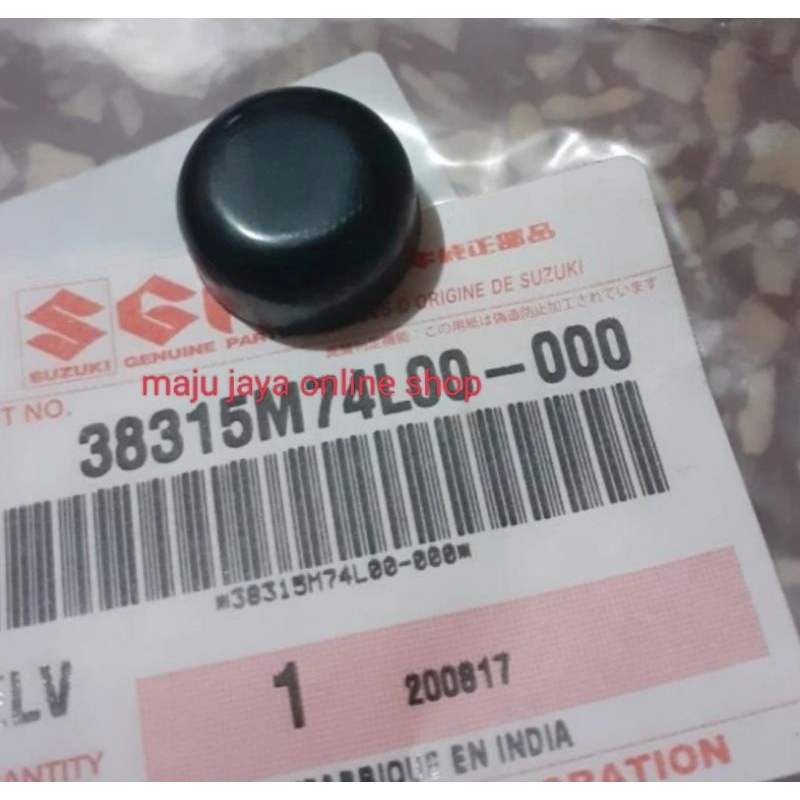 純正部品
SGP
D'ORIGINE DE SUZUKI
SUZUKI GENUINE PAR
この用紙は偽造防止加工されています
maju jaya online shop
T NO.
38315M74L00-000
*38315M74L00-000*
LV
1
200817
ANTITY
FABRIQUE EN INDIA
ORATION